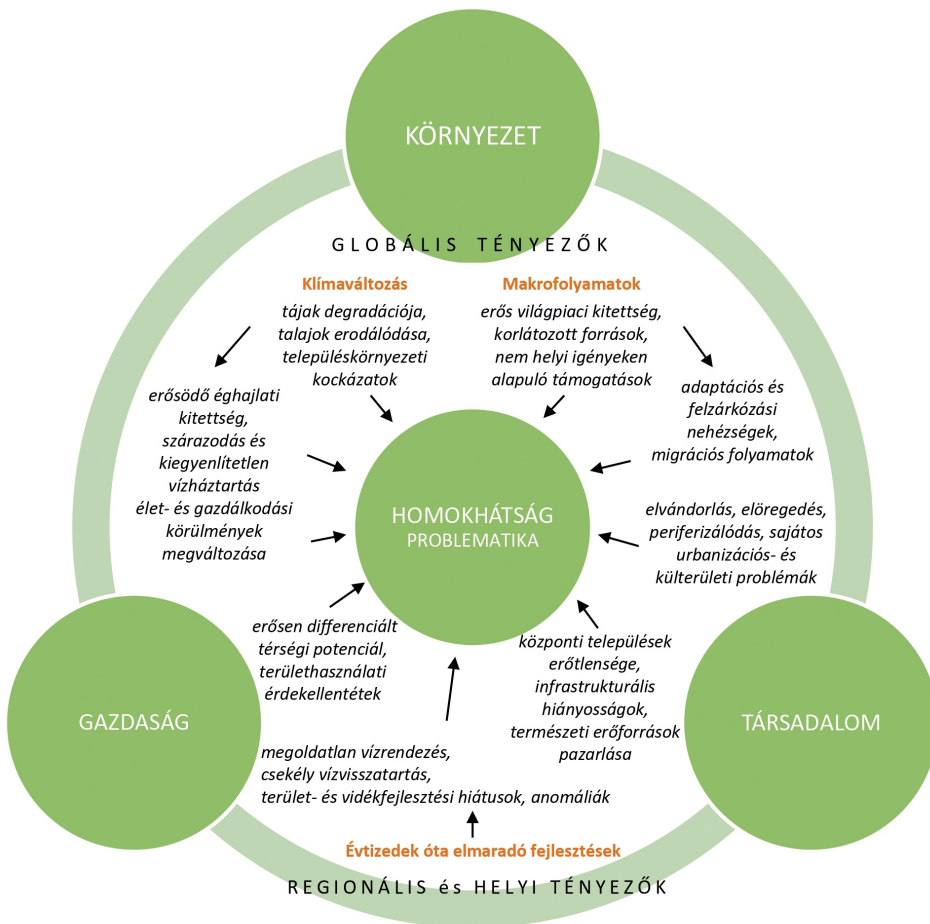 KÖRNYEZET
GLOBÁLIS TÉNYEZŐK
Klímaváltozás
tájak degradációja,
talajok erodálódása,
településkörnyezeti
kockázatok
Makrofolyamatok
erős világpiaci kitettség,
korlátozott források,
nem helyi igényeken
alapuló támogatások
erősödő éghajlati
kitettség,
szárazodás és
kiegyenlítetlen
vízháztartás
élet- és gazdálkodási
körülmények
megváltozása
adaptációs és
felzárkózási
nehézségek,
migrációs folyamatok
HOMOKHÁTSÁG
PROBLEMATIKA
elvándorlás, elöregedés,
periferizálódás, sajátos
urbanizációs- és
külterületi problémák
erősen differenciált
térségi potenciál,
területhasználati
érdekellentétek
központi települések
erőtlensége,
infrastrukturális
hiányosságok,
természeti erőforrások
pazarlása
GAZDASÁG
TÁRSADALOM
megoldatlan vízrendezés,
csekély vízvisszatartás,
terület- és vidékfejlesztési hiátusok, anomáliák
Évtizedek óta elmaradó fejlesztések
REGIONÁLIS és HELYI TÉNYEZŐK